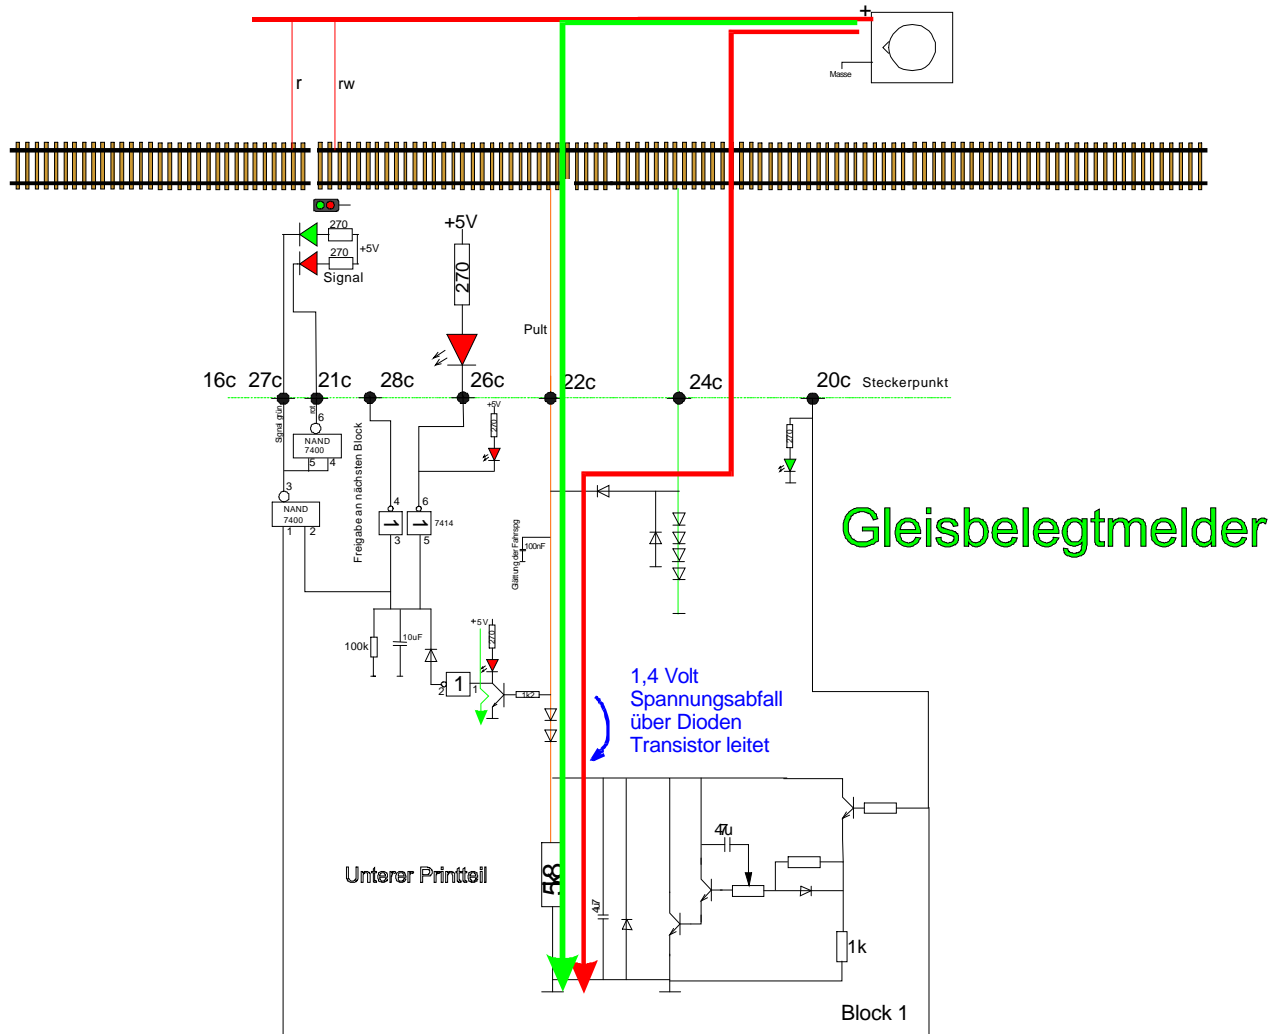 +
Masse
r
rw
270
+5V
270
Signal
+5V
270
Pult
16c
27c
21c
28c
26c
22c
24c
20c
Steckerpunkt
Signal grün
rot
6
NAND
7400
5
4
3
NAND
7400
1
2
Freigabe an nächsten Block
4
1
3
6
1
5
7414
+5V
270
270
Glättung der Fahrspg
100nF
Gleisbelegtmelder
100k
10uF
+5V
270
2
1
1
1k2
1,4 Volt
Spannungsabfall
über Dioden
Transistor leitet
47u
Unterer Printteil
4u7
1k
Block 1